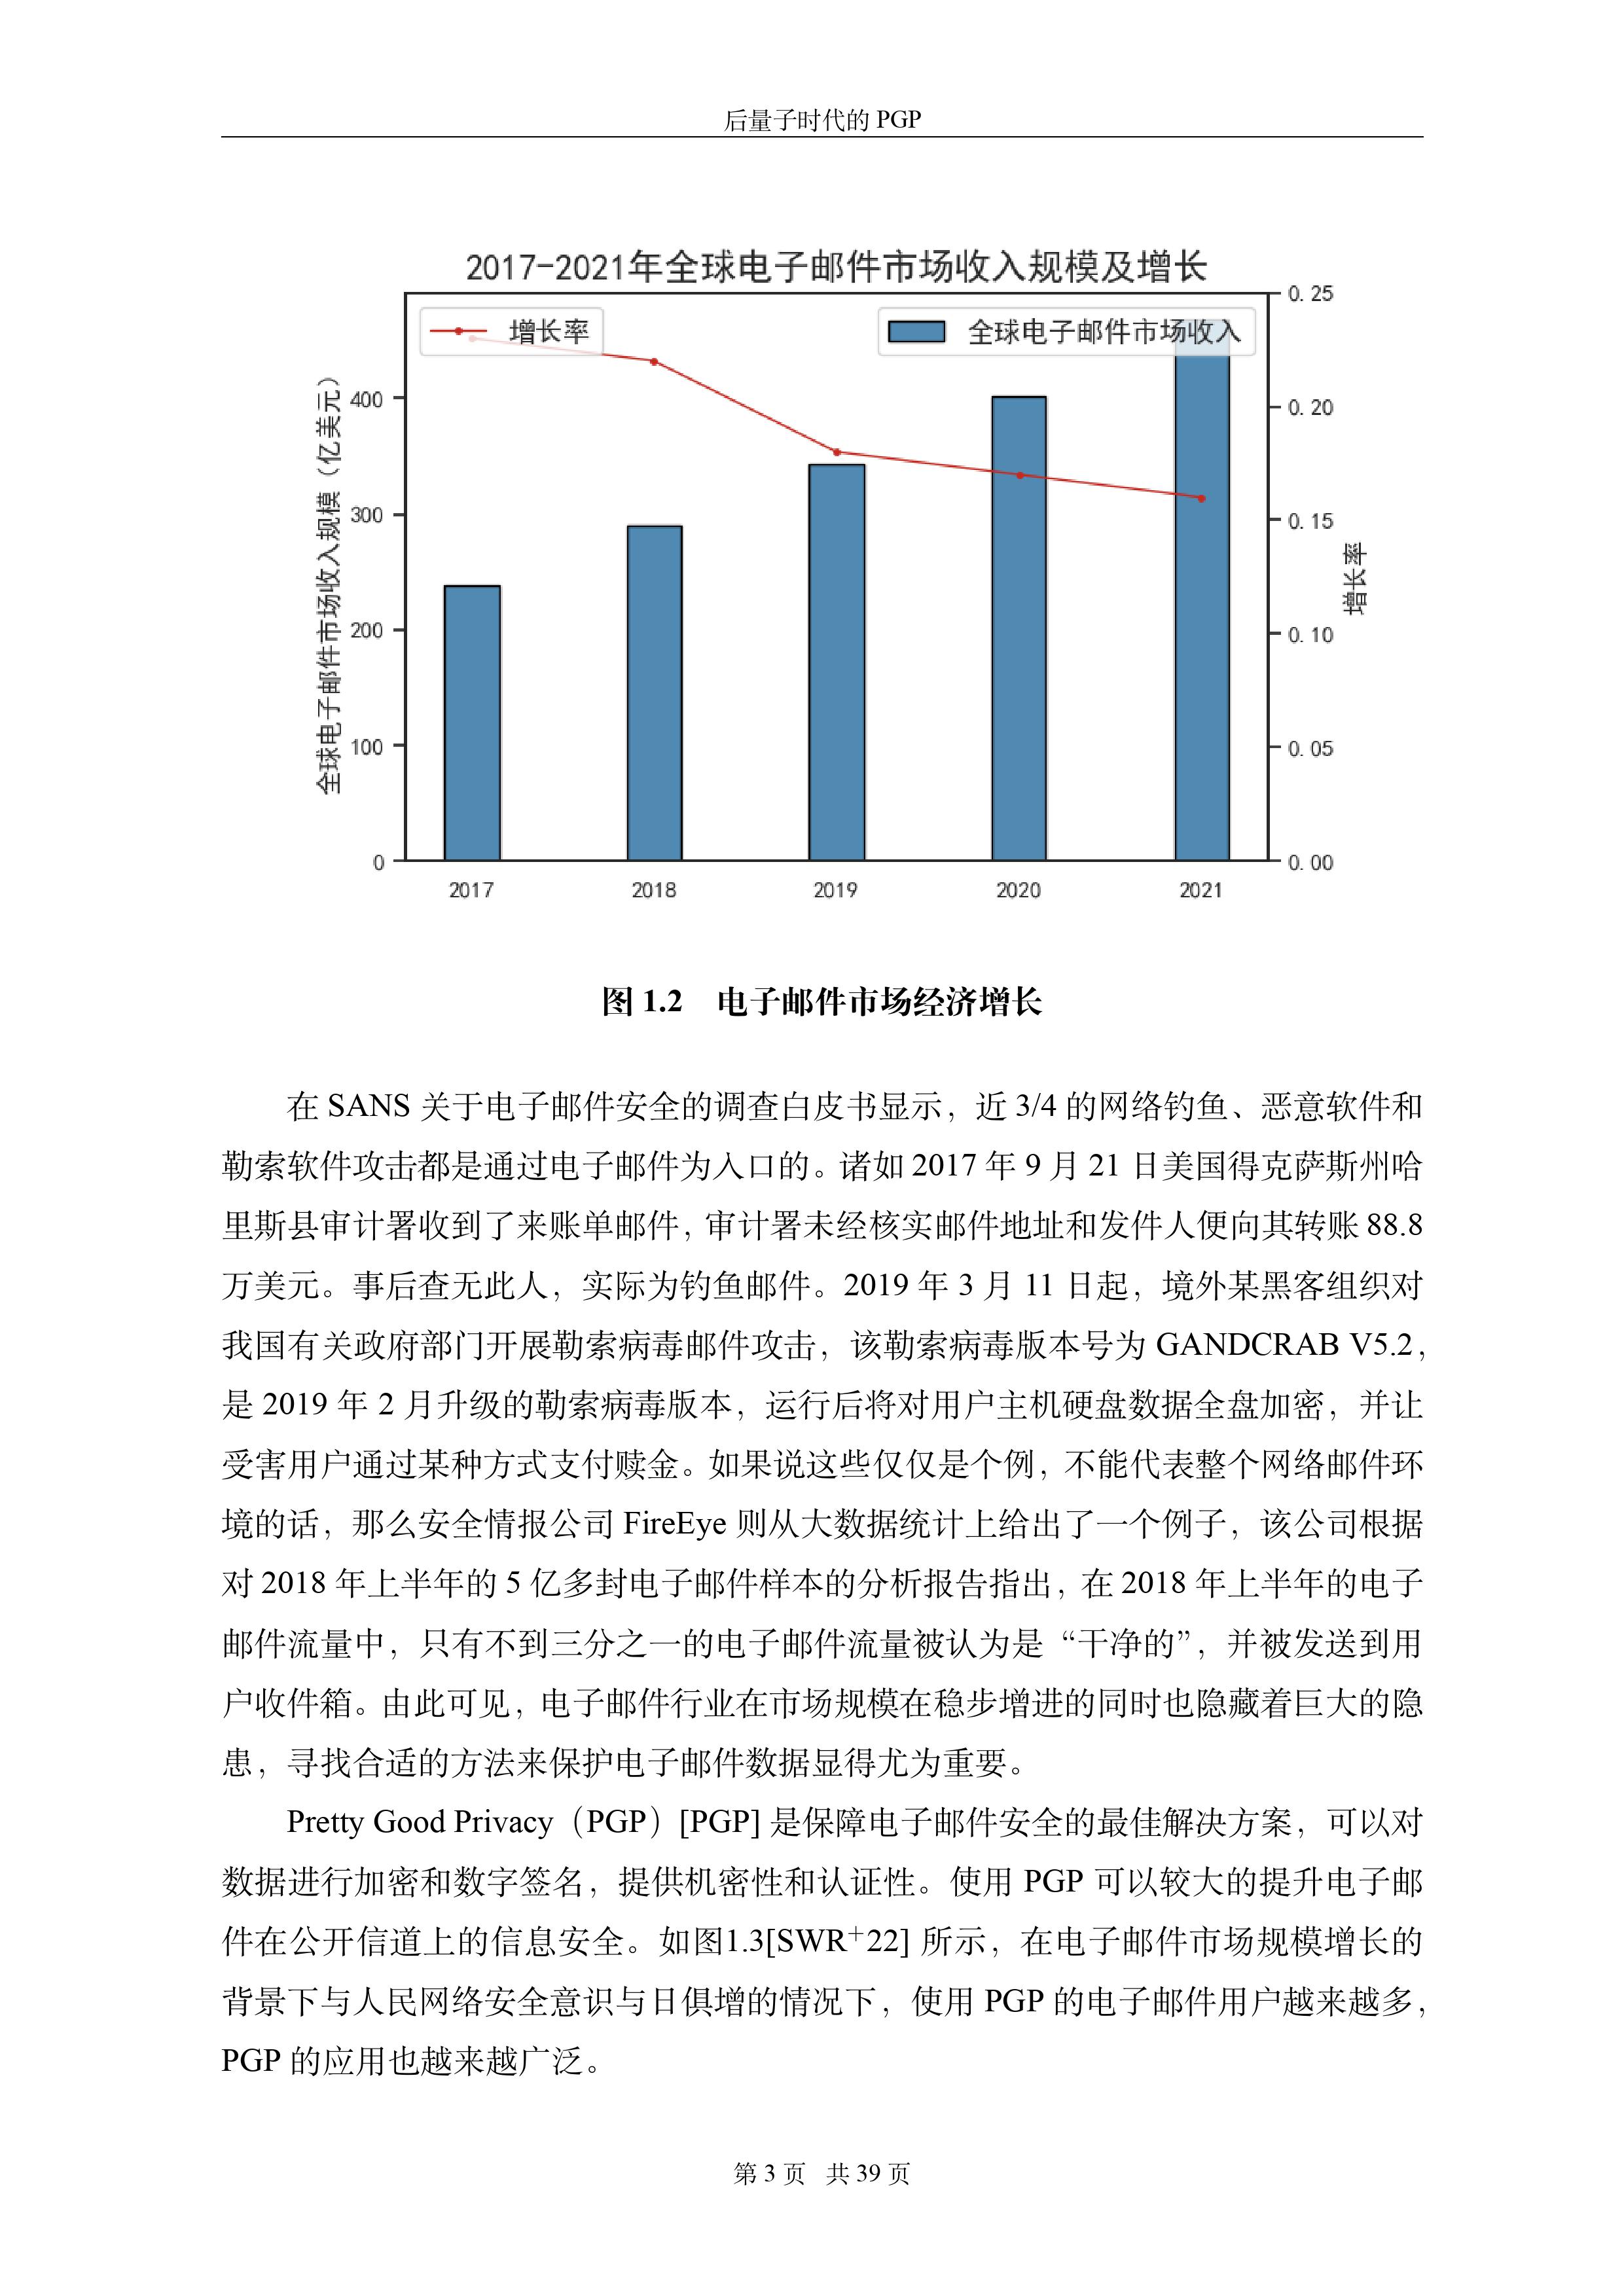 后量子时代的 PGP
2017-2021年全球电子邮件市场收入规模及增长
增长率
全球电子邮件市场收入
全球电子邮件市场收入规模（亿美元）
400
300
200
100
0
0.25
0.20
0.15
0.10
0.05
0.00
增长率
2017 2018 2019 2020 2021
图 1.2 电子邮件市场经济增长
在 SANS 关于电子邮件安全的调查白皮书显示，近 3/4 的网络钓鱼、恶意软件和
勒索软件攻击都是通过电子邮件为入口的。诸如 2017 年 9 月 21 日美国得克萨斯州哈
里斯县审计署收到了来账单邮件，审计署未经核实邮件地址和发件人便向其转账 88.8
万美元。事后查无此人，实际为钓鱼邮件。2019 年 3 月 11 日起，境外某黑客组织对
我国有关政府部门开展勒索病毒邮件攻击，该勒索病毒版本号为 GANDCRAB V5.2，
是 2019 年 2 月升级的勒索病毒版本，运行后将对用户主机硬盘数据全盘加密，并让
受害用户通过某种方式支付赎金。如果说这些仅仅是个例，不能代表整个网络邮件环
境的话，那么安全情报公司 FireEye 则从大数据统计上给出了一个例子，该公司根据
对 2018 年上半年的 5 亿多封电子邮件样本的分析报告指出，在 2018 年上半年的电子
邮件流量中，只有不到三分之一的电子邮件流量被认为是“干净的”，并被发送到用
户收件箱。由此可见，电子邮件行业在市场规模在稳步增进的同时也隐藏着巨大的隐
患，寻找合适的方法来保护电子邮件数据显得尤为重要。
Pretty Good Privacy（PGP）[PGP] 是保障电子邮件安全的最佳解决方案，可以对
数据进行加密和数字签名，提供机密性和认证性。使用 PGP 可以较大的提升电子邮
件在公开信道上的信息安全。如图1.3[SWR+22] 所示，在电子邮件市场规模增长的
背景下与人民网络安全意识与日俱增的情况下，使用 PGP 的电子邮件用户越来越多，
PGP 的应用也越来越广泛。
第 3 页 共 39 页